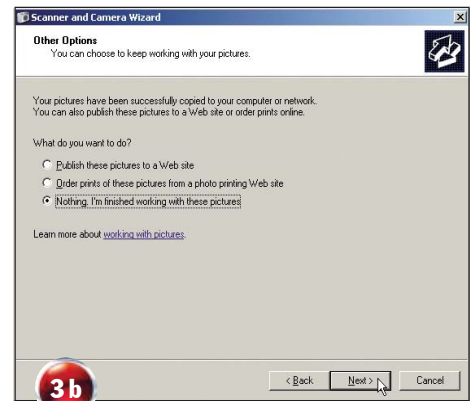 Scanner and Camera Wizard
Other Options
You can choose to keep working with your pictures.
Your pictures have been successfully copied to your computer or network.
You can also publish these pictures to a Web site or order prints online.
What do you want to do?
Publish these pictures to a Web site
Order prints of these pictures from a photo printing Web site
Nothing. I'm finished working with these pictures
Learn more about working with pictures.
< Back Next > Cancel
3b